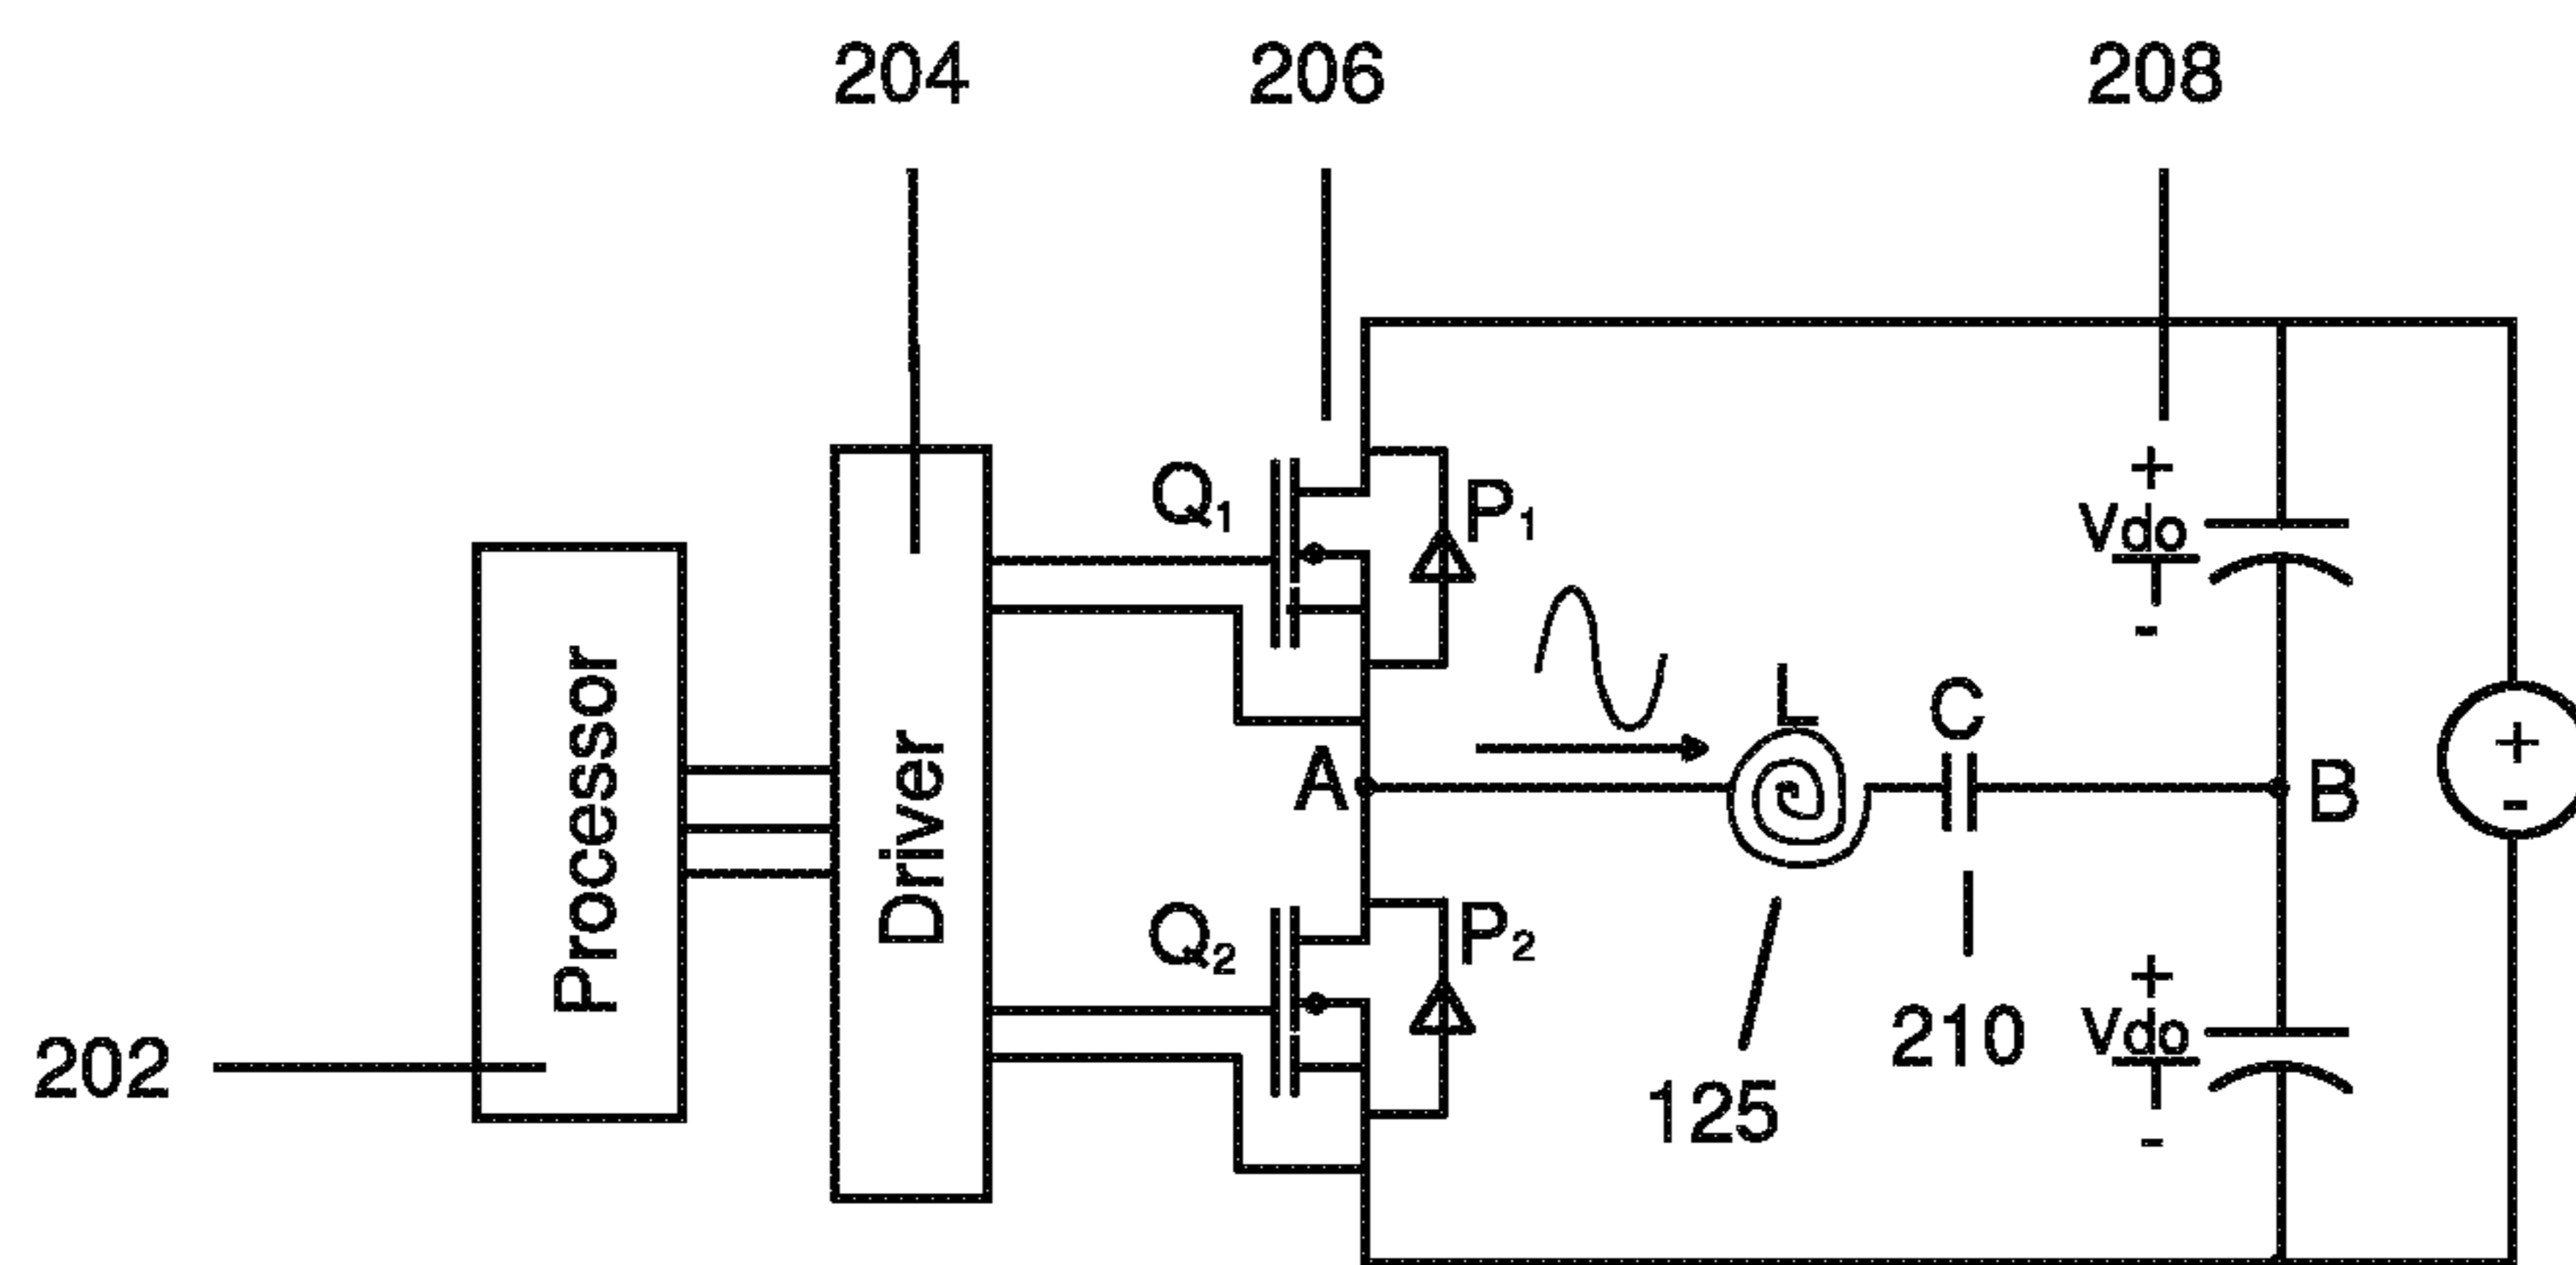 204
206
208
Q1
P1
+
Vdo
-
Processor
Driver
L
C
A
B
+
-
Q2
P2
+
Vdo
-
202
125
210